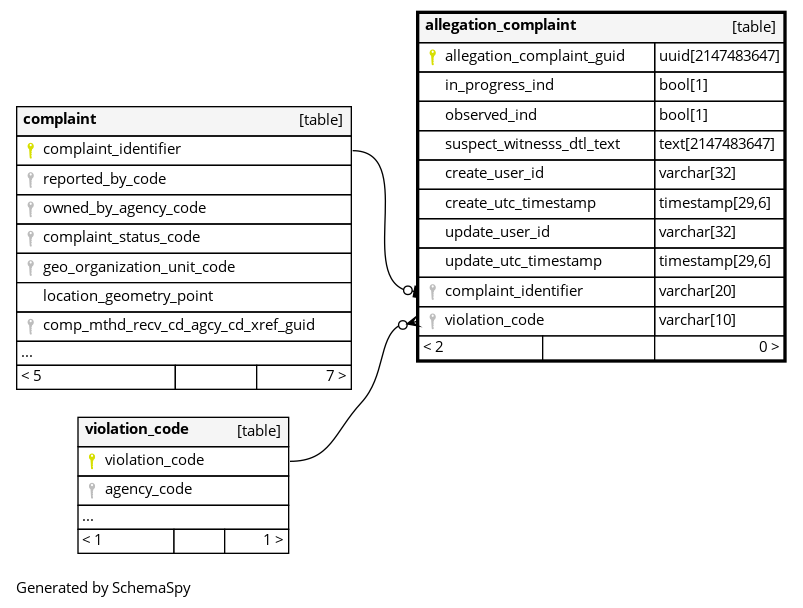 complaint [table]
complaint_identifier
reported_by_code
owned_by_agency_code
complaint_status_code
geo_organization_unit_code
location_geometry_point
comp_mthd_recv_cd_agcy_cd_xref_guid
...
< 5 7 >
violation_code [table]
violation_code
agency_code
...
< 1 1 >
allegation_complaint [table]
allegation_complaint_guid uuid[2147483647]
in_progress_ind bool[1]
observed_ind bool[1]
suspect_witnesss_dtl_text text[2147483647]
create_user_id varchar[32]
create_utc_timestamp timestamp[29,6]
update_user_id varchar[32]
update_utc_timestamp timestamp[29,6]
complaint_identifier varchar[20]
violation_code varchar[10]
< 2 0 >
Generated by SchemaSpy